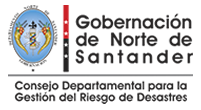 Gobernación
de Norte de
Santander
Consejo Departamental para la
Gestión del Riesgo de Desastres